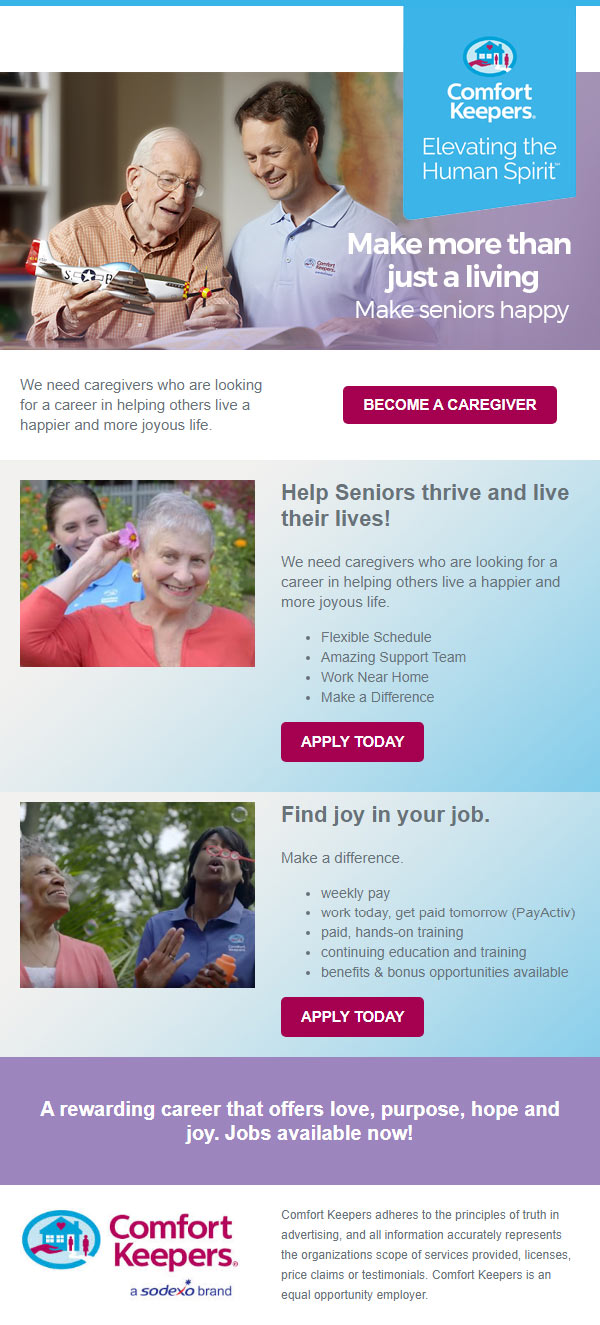 Comfort
Keepers®
Elevating the
Human Spirit℠
S P
Comfort
Keepers
Make more than
just a living
Make seniors happy
We need caregivers who are looking
for a career in helping others live a
happier and more joyous life.
BECOME A CAREGIVER
Help Seniors thrive and live
their lives!
We need caregivers who are looking for a
career in helping others live a happier and
more joyous life.
• Flexible Schedule
• Amazing Support Team
• Work Near Home
• Make a Difference
APPLY TODAY
Find joy in your job.
Make a difference.
• weekly pay
• work today, get paid tomorrow (PayActiv)
• paid, hands-on training
• continuing education and training
• benefits & bonus opportunities available
APPLY TODAY
A rewarding career that offers love, purpose, hope and
joy. Jobs available now!
Comfort
Keepers®
a sodexo brand
Comfort Keepers adheres to the principles of truth in
advertising, and all information accurately represents
the organizations scope of services provided, licenses,
price claims or testimonials. Comfort Keepers is an
equal opportunity employer.